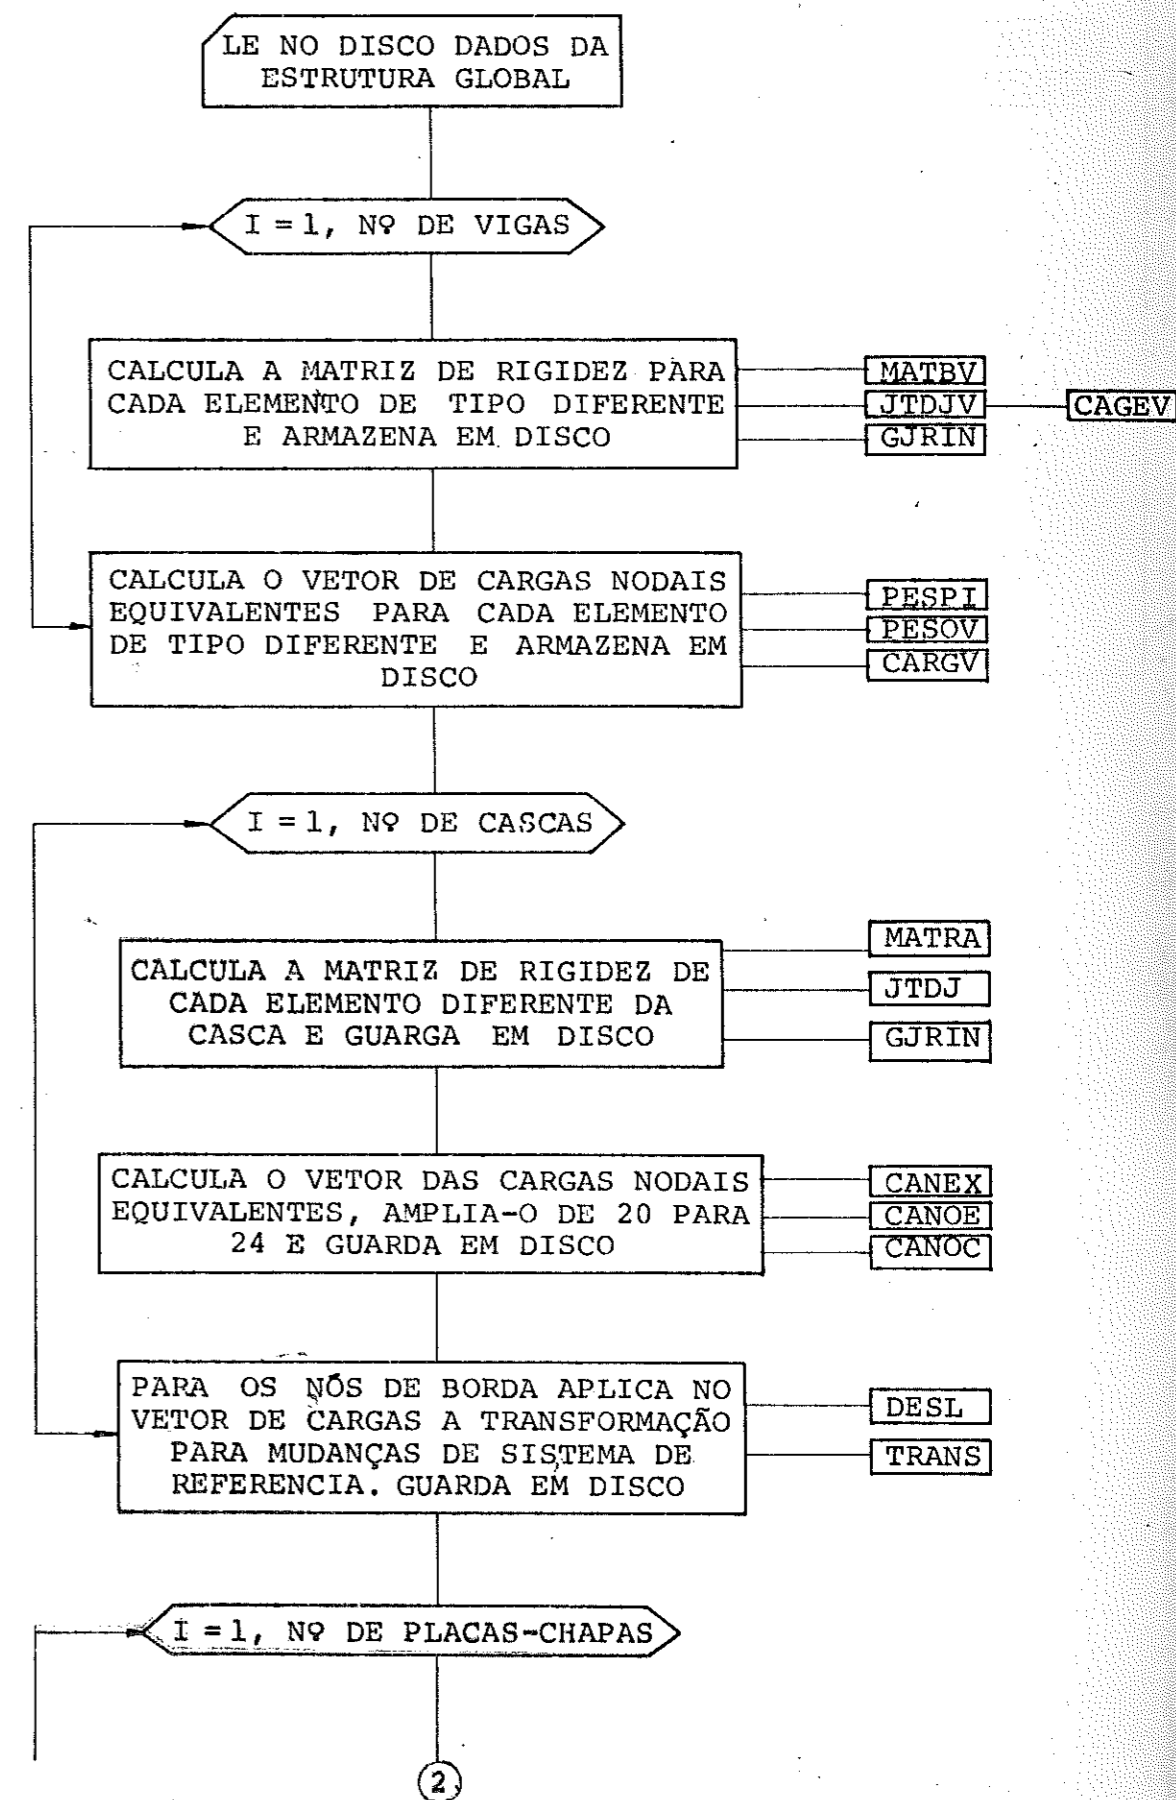 LE NO DISCO DADOS DA
ESTRUTURA GLOBAL
I = 1, Nº DE VIGAS
CALCULA A MATRIZ DE RIGIDEZ PARA
CADA ELEMENTO DE TIPO DIFERENTE
E ARMAZENA EM DISCO
MATBV
JTDJV
CAGEV
GJRIN
CALCULA O VETOR DE CARGAS NODAIS
EQUIVALENTES PARA CADA ELEMENTO
DE TIPO DIFERENTE E ARMAZENA EM
DISCO
PESPI
PESOV
CARGV
I = 1, Nº DE CASCAS
CALCULA A MATRIZ DE RIGIDEZ DE
CADA ELEMENTO DIFERENTE DA
CASCA E GUARGA EM DISCO
MATRA
JTDJ
GJRIN
CALCULA O VETOR DAS CARGAS NODAIS
EQUIVALENTES, AMPLIA-O DE 20 PARA
24 E GUARDA EM DISCO
CANEX
CANOE
CANOC
PARA OS NÓS DE BORDA APLICA NO
VETOR DE CARGAS A TRANSFORMAÇÃO
PARA MUDANÇAS DE SISTEMA DE
REFERENCIA. GUARDA EM DISCO
DESL
TRANS
I = 1, Nº DE PLACAS-CHAPAS
2